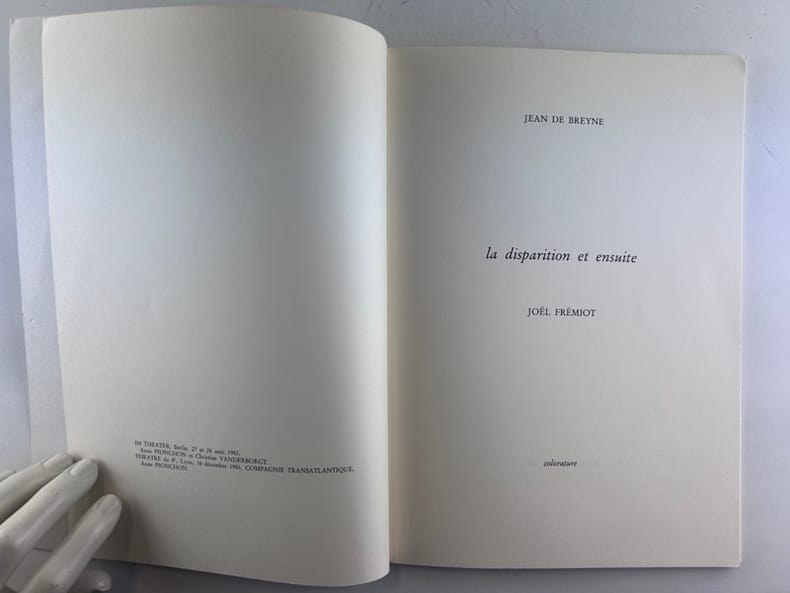 IM THEATER, Berlin, 27 et 28 août 1983,
Anne PIONCHON et Christian VANDERBORGT.
THEATRE du 8e, Lyon, 16 décembre 1983, COMPAGNIE TRANSATLANTIQUE,
Anne PIONCHON.
JEAN DE BREYNE
la disparition et ensuite
JOËL FRÉMIOT
colorature